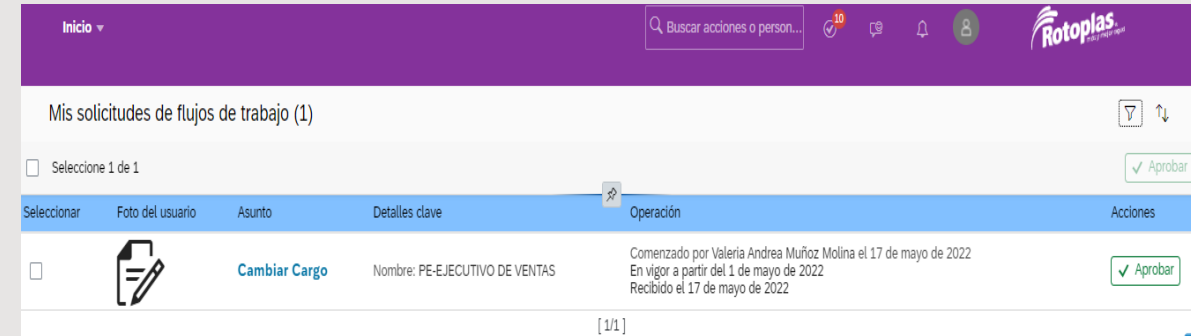 Inicio
Buscar acciones o person...
10
Rotoplas
Mis solicitudes de flujos de trabajo (1)
Seleccione 1 de 1
Aprobar
Seleccionar Foto del usuario Asunto Detalles clave Operación Acciones
Cambiar Cargo
Nombre: PE-EJECUTIVO DE VENTAS
Comenzado por Valeria Andrea Muñoz Molina el 17 de mayo de 2022
En vigor a partir del 1 de mayo de 2022
Recibido el 17 de mayo de 2022
Aprobar
[ 1/1 ]